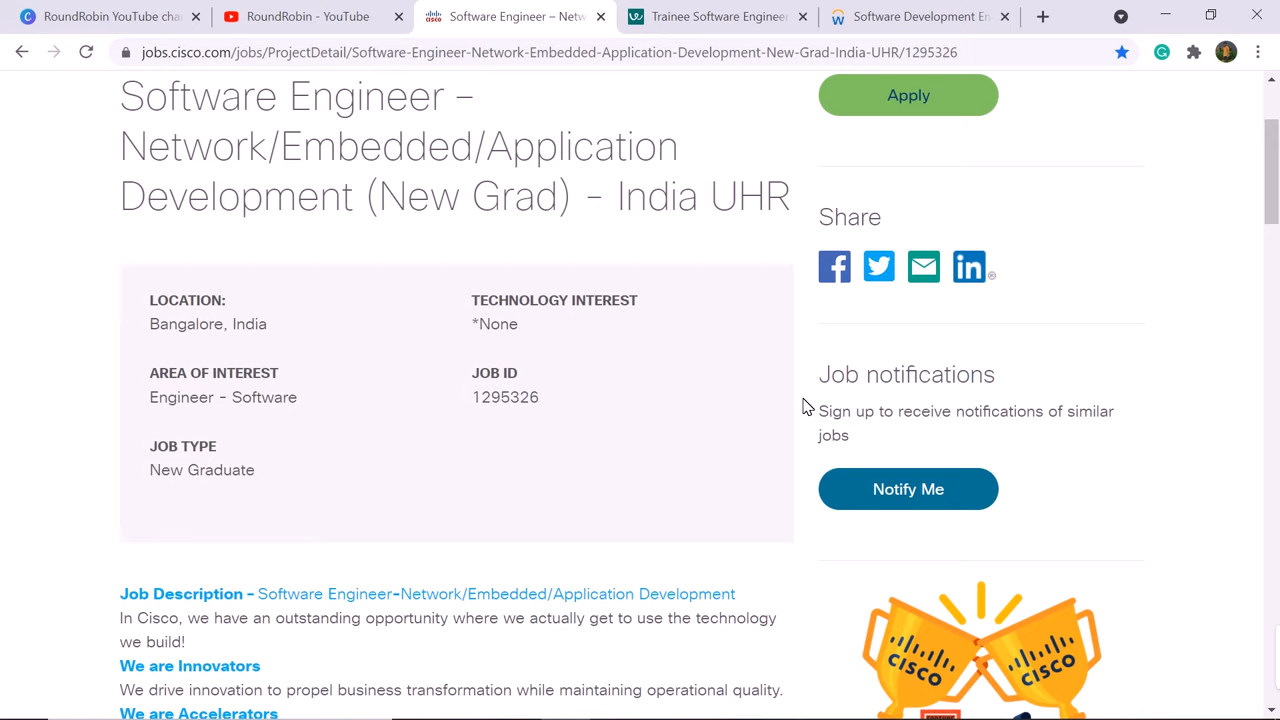 RoundRobin YouTube cha
RoundRobin - YouTube
Software Engineer – Netw
Trainee Software Engineer
Software Development En
jobs.cisco.com/jobs/ProjectDetail/Software-Engineer-Network-Embedded-Application-Development-New-Grad-India-UHR/1295326
Software Engineer –
Network/Embedded/Application
Development (New Grad) - India UHR
Apply
Share
LOCATION:
Bangalore, India
TECHNOLOGY INTEREST
*None
AREA OF INTEREST
Engineer - Software
JOB ID
1295326
JOB TYPE
New Graduate
Job notifications
Sign up to receive notifications of similar
jobs
Notify Me
Job Description - Software Engineer-Network/Embedded/Application Development
In Cisco, we have an outstanding opportunity where we actually get to use the technology
we build!
We are Innovators
We drive innovation to propel business transformation while maintaining operational quality.
We are Accelerators
CISCO
CISCO